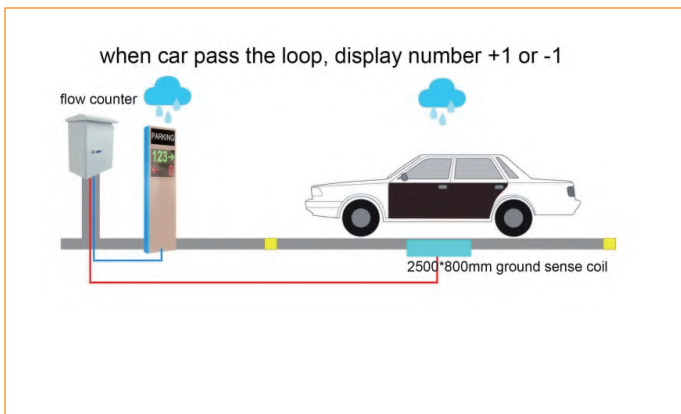 when car pass the loop, display number +1 or -1
flow counter
PARKING
123→
2500*800mm ground sense coil